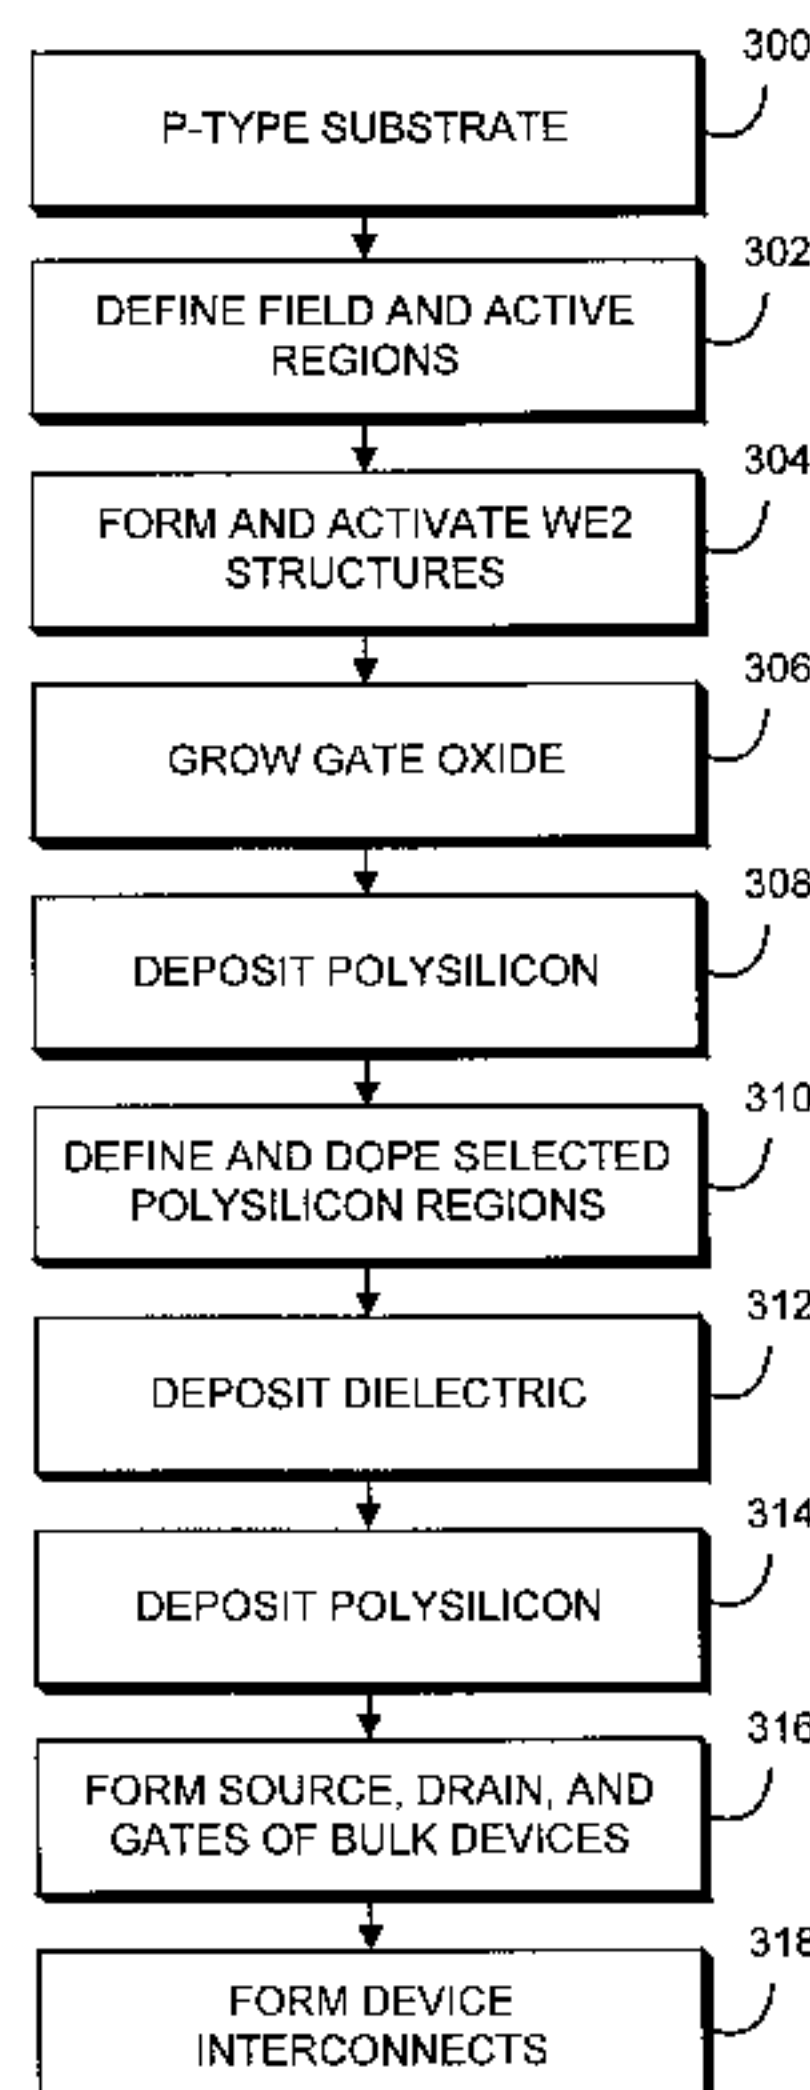 300
P-TYPE SUBSTRATE
302
DEFINE FIELD AND ACTIVE
REGIONS
304
FORM AND ACTIVATE WE2
STRUCTURES
306
GROW GATE OXIDE
308
DEPOSIT POLYSILICON
310
DEFINE AND DOPE SELECTED
POLYSILICON REGIONS
312
DEPOSIT DIELECTRIC
314
DEPOSIT POLYSILICON
316
FORM SOURCE, DRAIN, AND
GATES OF BULK DEVICES
318
FORM DEVICE
INTERCONNECTS